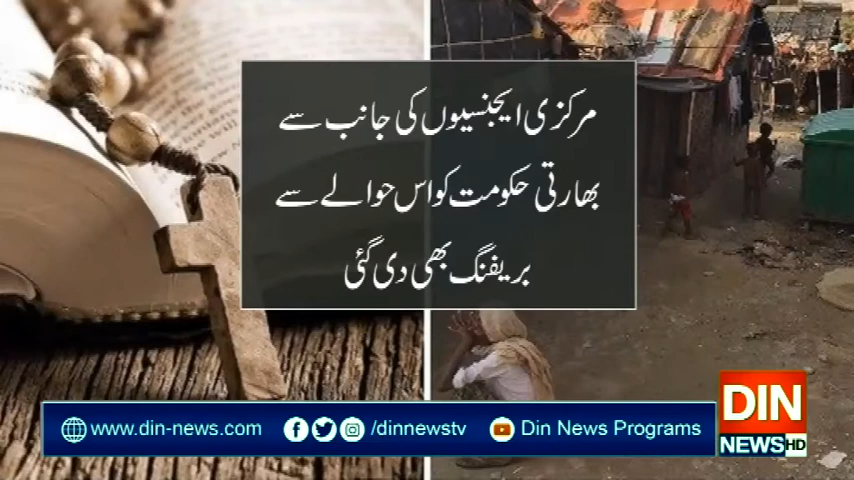 مرکزی ایجنسیوں کی جانب سے
بھارتی حکومت کو اس حوالے سے
بریفنگ بھی دی گئی
www.din-news.com
/dinnewstv
Din News Programs
DIN
NEWS HD